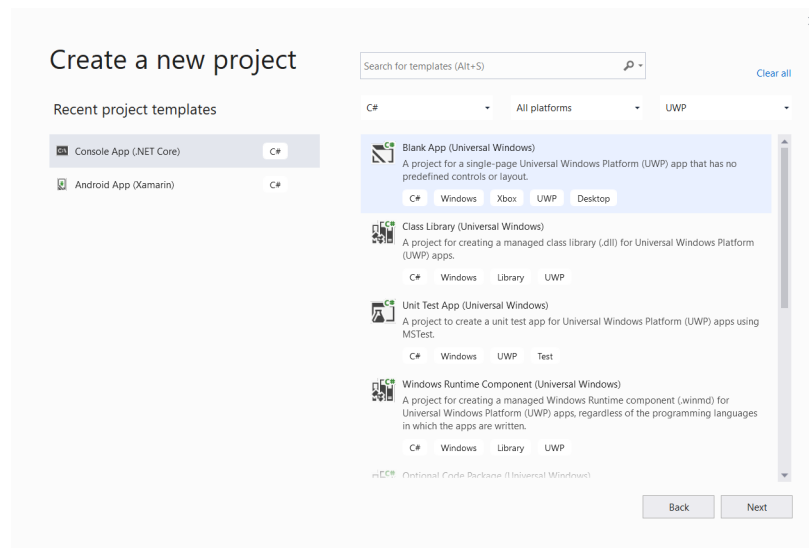 Create a new project
Search for templates (Alt+S)
Clear all
Recent project templates
C#
All platforms
UWP
Console App (.NET Core)
C#
Android App (Xamarin)
C#
Blank App (Universal Windows)
A project for a single-page Universal Windows Platform (UWP) app that has no
predefined controls or layout.
C# Windows Xbox UWP Desktop
Class Library (Universal Windows)
A project for creating a managed class library (.dll) for Universal Windows Platform
(UWP) apps.
C# Windows Library UWP
Unit Test App (Universal Windows)
A project to create a unit test app for Universal Windows Platform (UWP) apps using
MSTest.
C# Windows UWP Test
Windows Runtime Component (Universal Windows)
A project for creating a managed Windows Runtime component (.winmd) for
Universal Windows Platform (UWP) apps, regardless of the programming languages
in which the apps are written.
C# Windows Library UWP
Optional Code Package (Universal Windows)
Back
Next